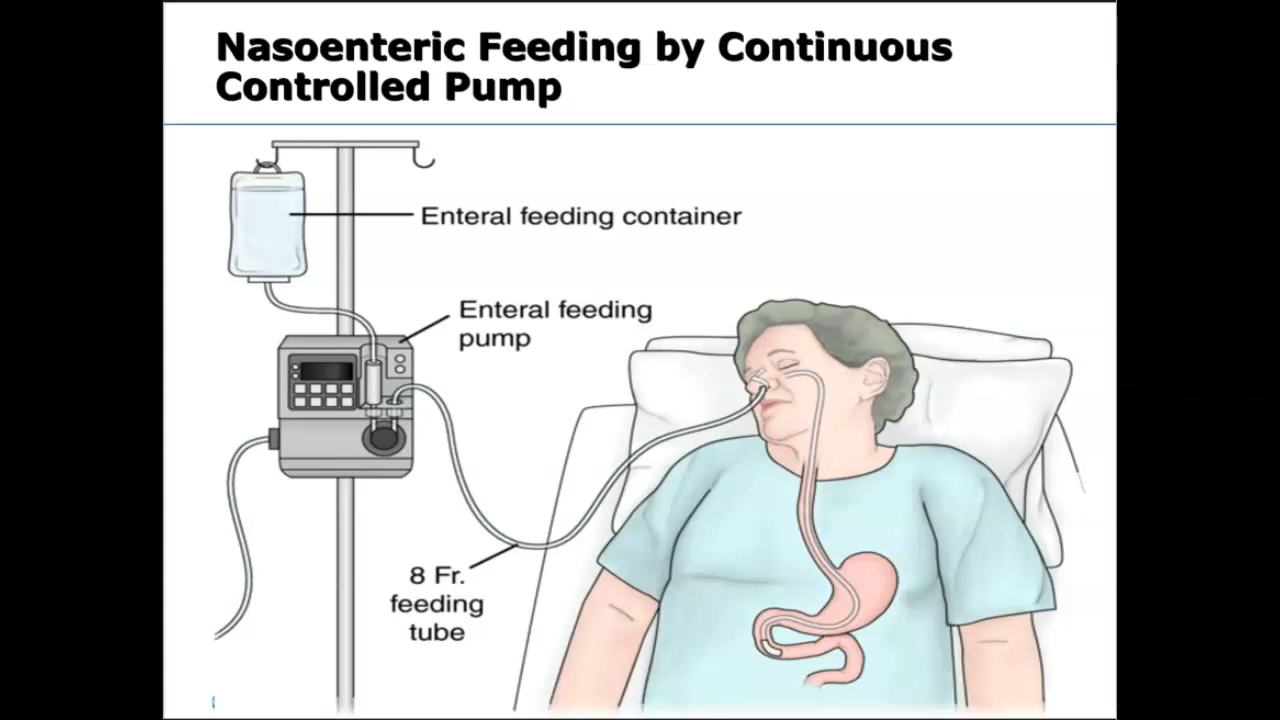 Nasoenteric Feeding by Continuous
Controlled Pump
Enteral feeding container
Enteral feeding
pump
8 Fr.
feeding
tube